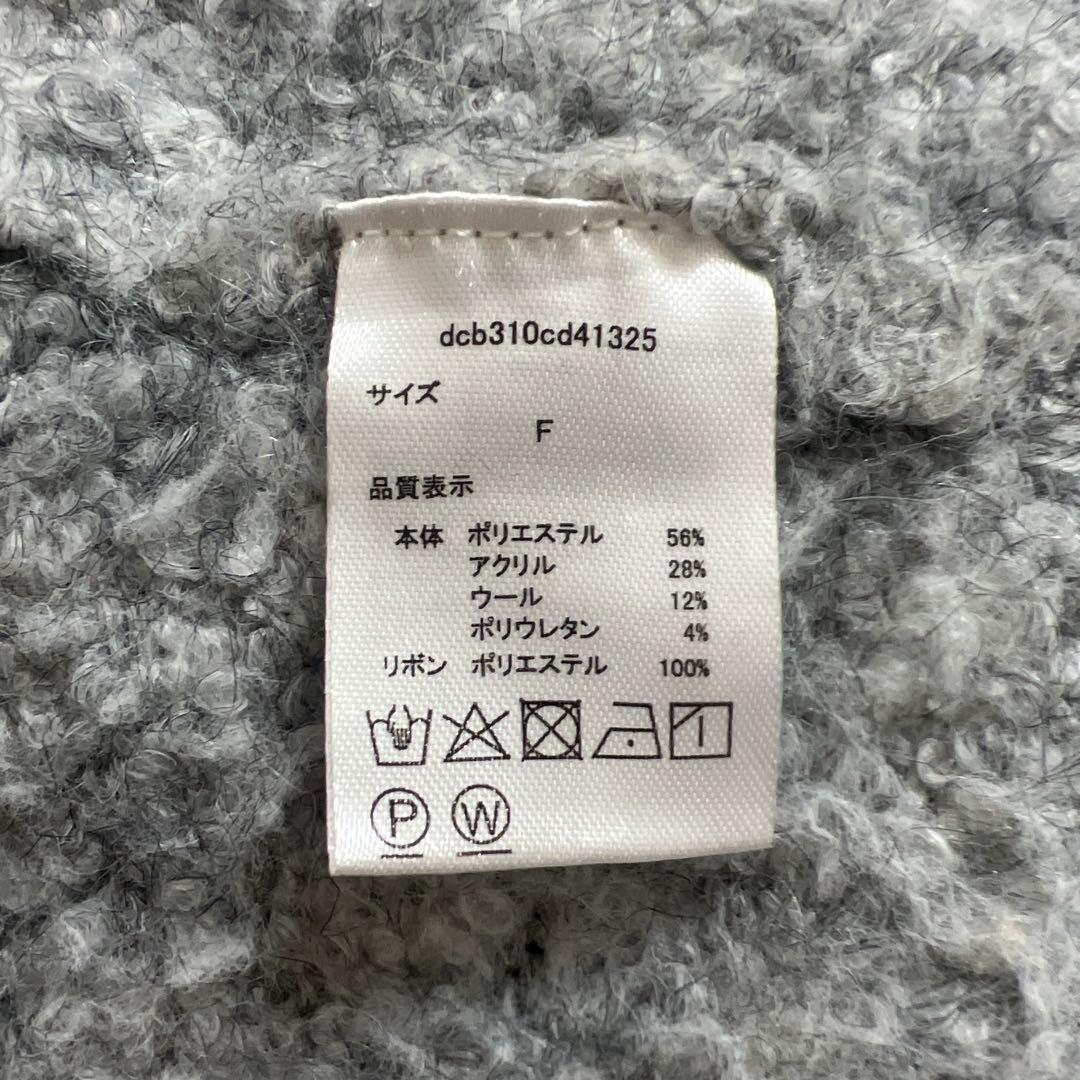 dcb310cd41325
サイズ
F
品質表示
本体 ポリエステル 56%
アクリル 28%
ウール 12%
ポリウレタン 4%
リボン ポリエステル 100%
P W